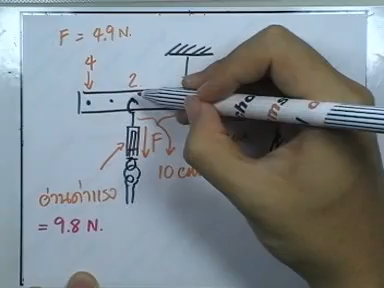 F = 4.9 N.
4
2
F
10 cm
อ่านค่าแรง
= 9.8 N.